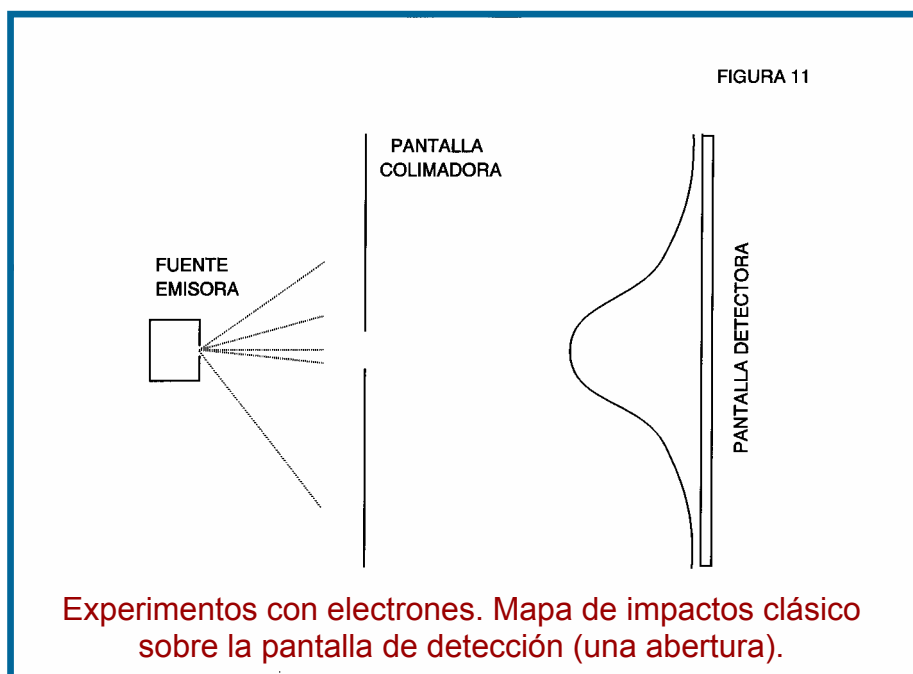 FIGURA 11
PANTALLA
COLIMADORA
FUENTE
EMISORA
PANTALLA DETECTORA
Experimentos con electrones. Mapa de impactos clásico
sobre la pantalla de detección (una abertura).